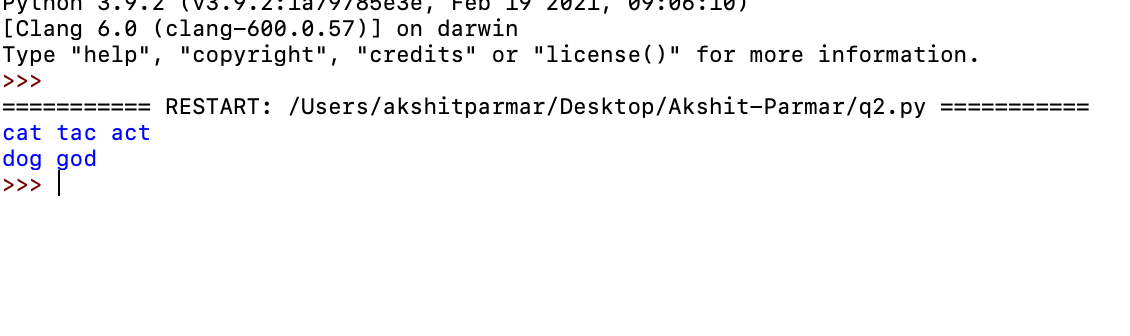 Python 3.9.2 (v3.9.2:1a79785e3e, Feb 19 2021, 09:06:10)
[Clang 6.0 (clang-600.0.57)] on darwin
Type "help", "copyright", "credits" or "license()" for more information.
>>>
=========== RESTART: /Users/akshitparmar/Desktop/Akshit-Parmar/q2.py ===========
cat tac act
dog god
>>>